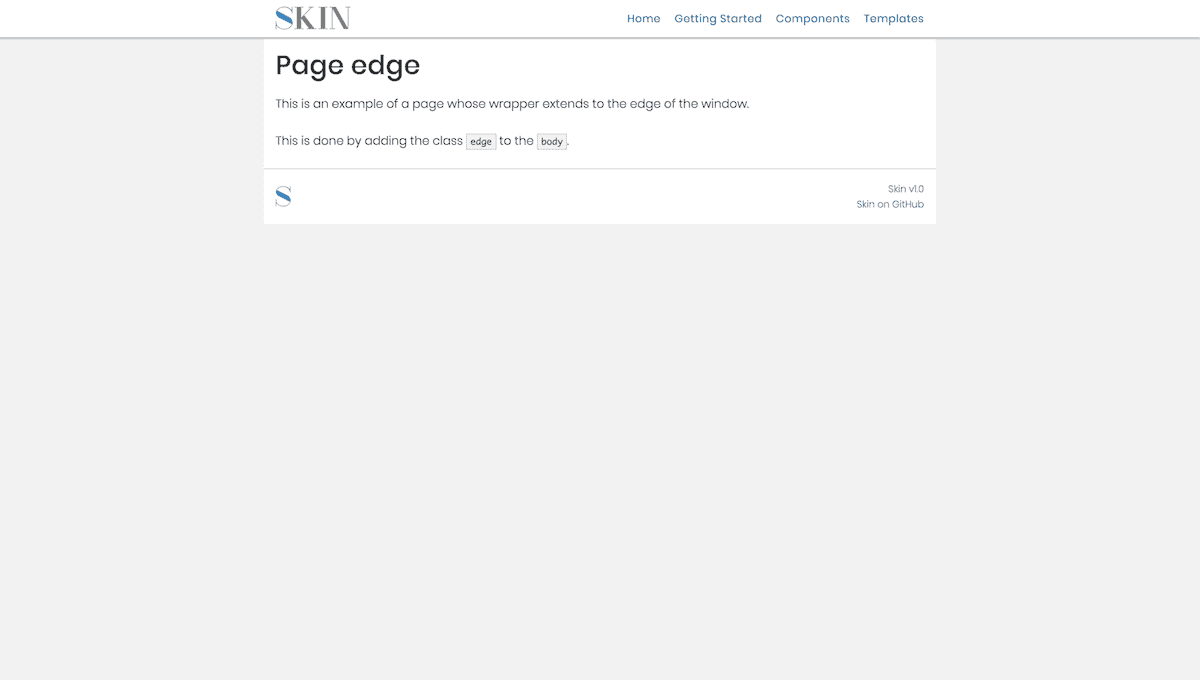 SKIN
Home Getting Started Components Templates
Page edge
This is an example of a page whose wrapper extends to the edge of the window.
This is done by adding the class edge to the body.
S
Skin v1.0
Skin on GitHub